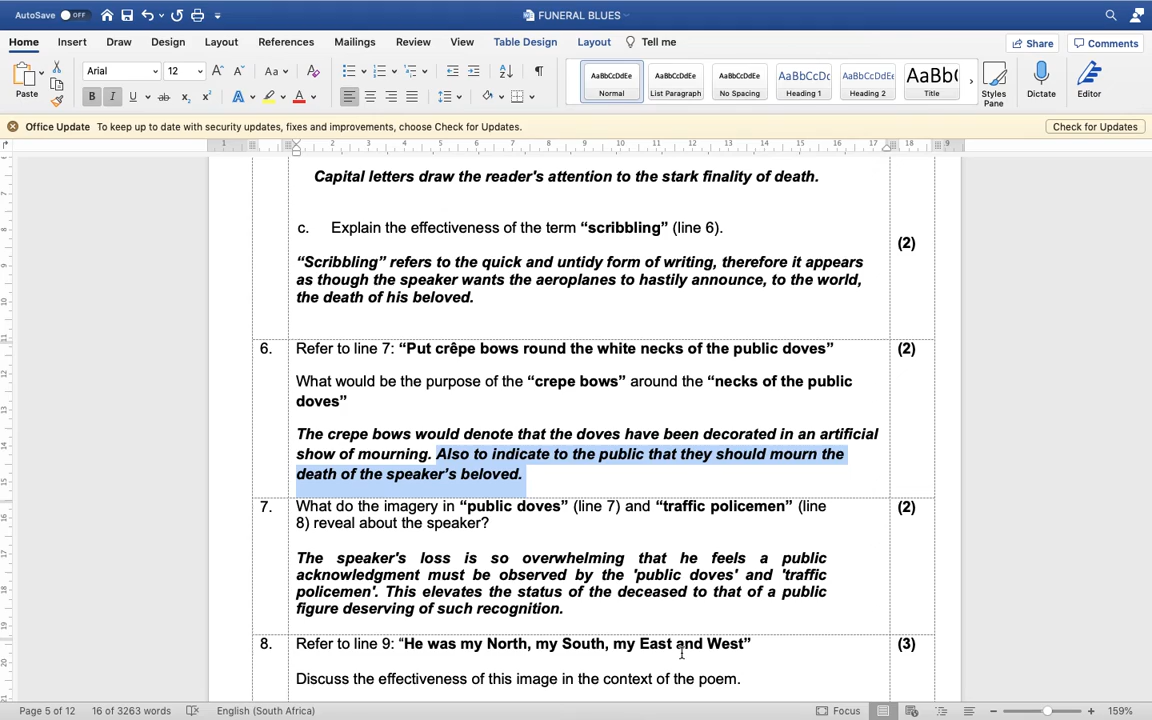 AutoSave OFF FUNERAL BLUES
Home Insert Draw Design Layout References Mailings Review View Table Design Layout Tell me Share Comments
Paste Arial 12 Aa Normal List Paragraph No Spacing Heading 1 Heading 2 Title Styles Pane Dictate Editor
Office Update To keep up to date with security updates, fixes and improvements, choose Check for Updates. Check for Updates
Capital letters draw the reader's attention to the stark finality of death.
c. Explain the effectiveness of the term “scribbling” (line 6).
(2)
“Scribbling” refers to the quick and untidy form of writing, therefore it appears
as though the speaker wants the aeroplanes to hastily announce, to the world,
the death of his beloved.
6. Refer to line 7: “Put crêpe bows round the white necks of the public doves” (2)
What would be the purpose of the “crepe bows” around the “necks of the public
doves”
The crepe bows would denote that the doves have been decorated in an artificial
show of mourning. Also to indicate to the public that they should mourn the
death of the speaker’s beloved.
7. What do the imagery in “public doves” (line 7) and “traffic policemen” (line (2)
8) reveal about the speaker?
The speaker's loss is so overwhelming that he feels a public
acknowledgment must be observed by the 'public doves' and 'traffic
policemen'. This elevates the status of the deceased to that of a public
figure deserving of such recognition.
8. Refer to line 9: “He was my North, my South, my East and West” (3)
Discuss the effectiveness of this image in the context of the poem.
Page 5 of 12 16 of 3263 words English (South Africa) Focus 159%